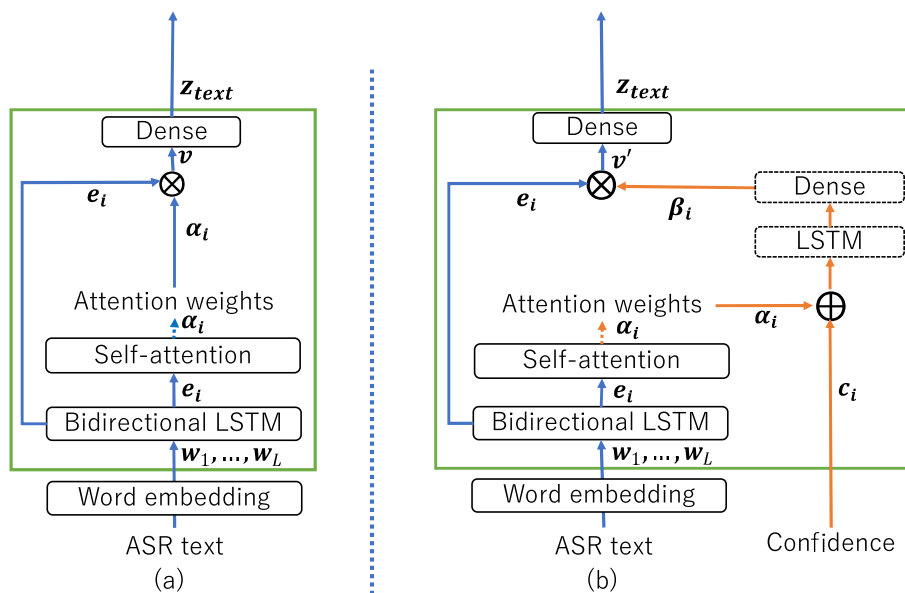 z_text
Dense
v
e_i
α_i
Attention weights
α_i
Self-attention
e_i
Bidirectional LSTM
w_1, ..., w_L
Word embedding
ASR text
(a)
z_text
Dense
v'
e_i
β_i
Dense
LSTM
Attention weights
α_i
α_i
Self-attention
e_i
c_i
Bidirectional LSTM
w_1, ..., w_L
Word embedding
ASR text
Confidence
(b)